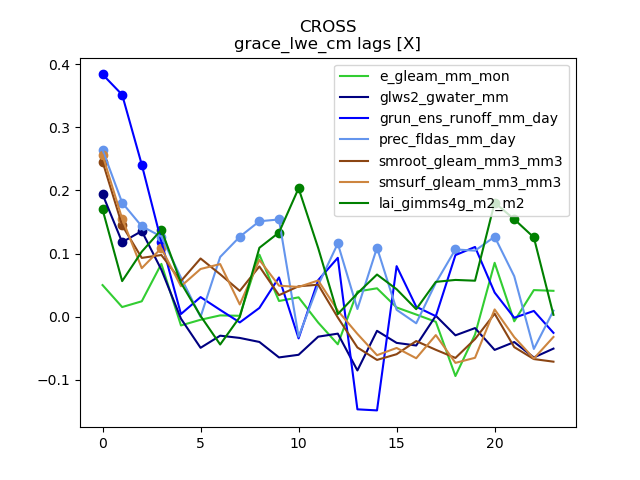 CROSS
grace_lwe_cm lags [X]
0.4
0.3
0.2
0.1
0.0
−0.1
0
5
10
15
20
e_gleam_mm_mon
glws2_gwater_mm
grun_ens_runoff_mm_day
prec_fldas_mm_day
smroot_gleam_mm3_mm3
smsurf_gleam_mm3_mm3
lai_gimms4g_m2_m2